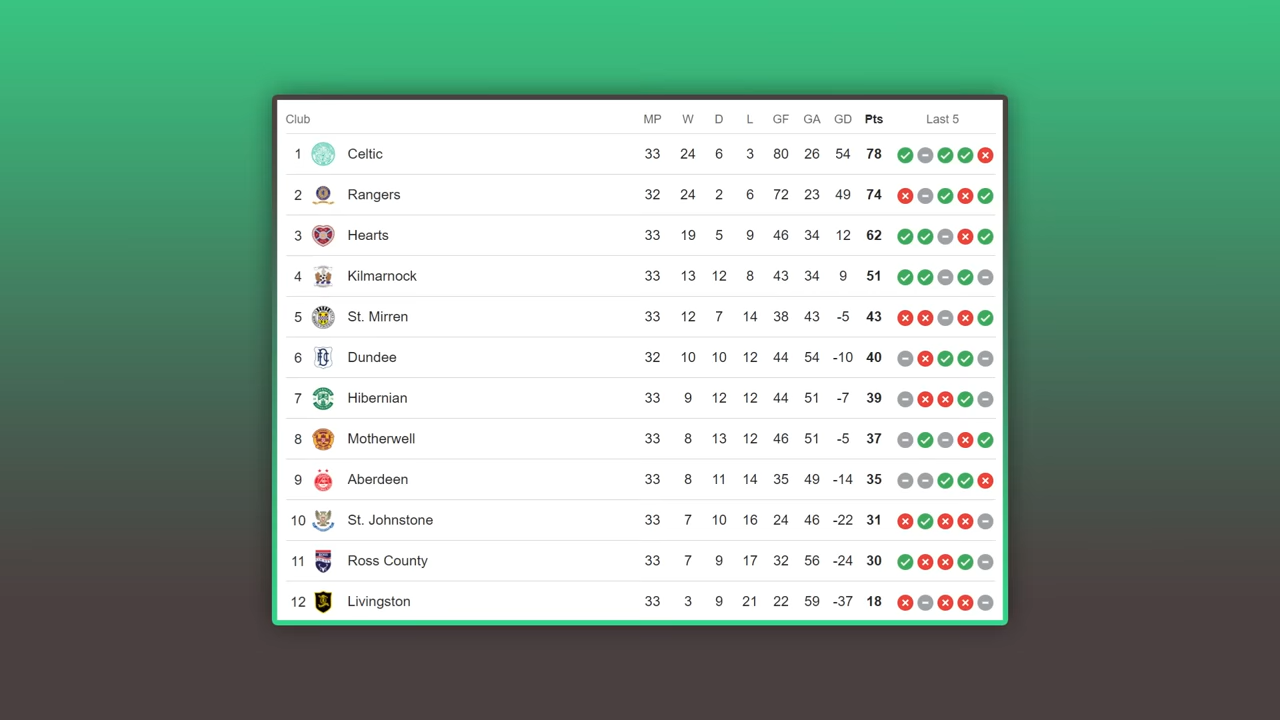 Club MP W D L GF GA GD Pts Last 5
1 Celtic 33 24 6 3 80 26 54 78
2 Rangers 32 24 2 6 72 23 49 74
3 Hearts 33 19 5 9 46 34 12 62
4 Kilmarnock 33 13 12 8 43 34 9 51
5 St. Mirren 33 12 7 14 38 43 -5 43
6 Dundee 32 10 10 12 44 54 -10 40
7 Hibernian 33 9 12 12 44 51 -7 39
8 Motherwell 33 8 13 12 46 51 -5 37
9 Aberdeen 33 8 11 14 35 49 -14 35
10 St. Johnstone 33 7 10 16 24 46 -22 31
11 Ross County 33 7 9 17 32 56 -24 30
12 Livingston 33 3 9 21 22 59 -37 18